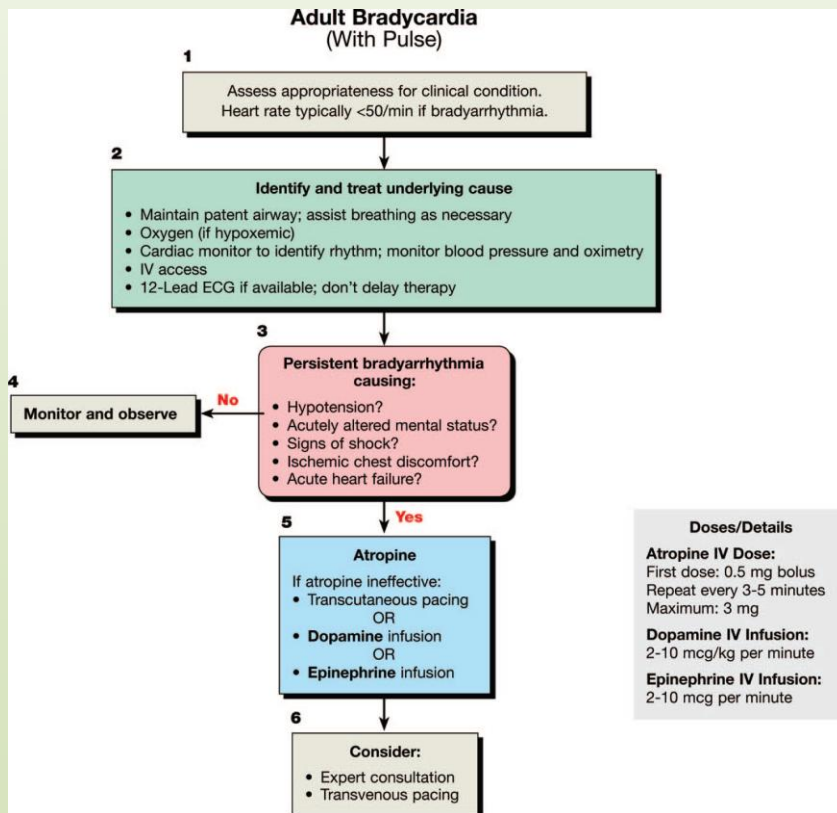 Adult Bradycardia
(With Pulse)
1
Assess appropriateness for clinical condition.
Heart rate typically <50/min if bradyarrhythmia.
2
Identify and treat underlying cause
• Maintain patent airway; assist breathing as necessary
• Oxygen (if hypoxemic)
• Cardiac monitor to identify rhythm; monitor blood pressure and oximetry
• IV access
• 12-Lead ECG if available; don't delay therapy
3
Persistent bradyarrhythmia
causing:
• Hypotension?
• Acutely altered mental status?
• Signs of shock?
• Ischemic chest discomfort?
• Acute heart failure?
No
4
Monitor and observe
Yes
5
Atropine
If atropine ineffective:
• Transcutaneous pacing
OR
• Dopamine infusion
OR
• Epinephrine infusion
6
Consider:
• Expert consultation
• Transvenous pacing
Doses/Details
Atropine IV Dose:
First dose: 0.5 mg bolus
Repeat every 3-5 minutes
Maximum: 3 mg
Dopamine IV Infusion:
2-10 mcg/kg per minute
Epinephrine IV Infusion:
2-10 mcg per minute